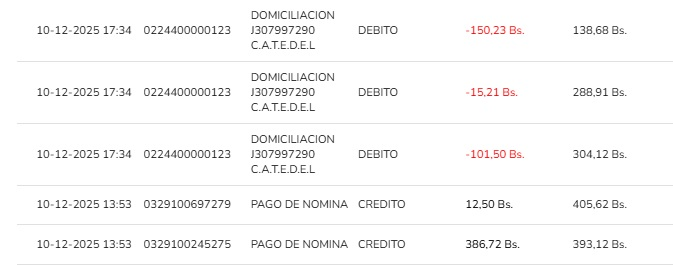 DOMICILIACION
10-12-2025 17:34 0224400000123 J307997290 DEBITO -150,23 Bs. 138,68 Bs.
C.A.T.E.D.E.L
DOMICILIACION
10-12-2025 17:34 0224400000123 J307997290 DEBITO -15,21 Bs. 288,91 Bs.
C.A.T.E.D.E.L
DOMICILIACION
10-12-2025 17:34 0224400000123 J307997290 DEBITO -101,50 Bs. 304,12 Bs.
C.A.T.E.D.E.L
10-12-2025 13:53 0329100697279 PAGO DE NOMINA CREDITO 12,50 Bs. 405,62 Bs.
10-12-2025 13:53 0329100245275 PAGO DE NOMINA CREDITO 386,72 Bs. 393,12 Bs.